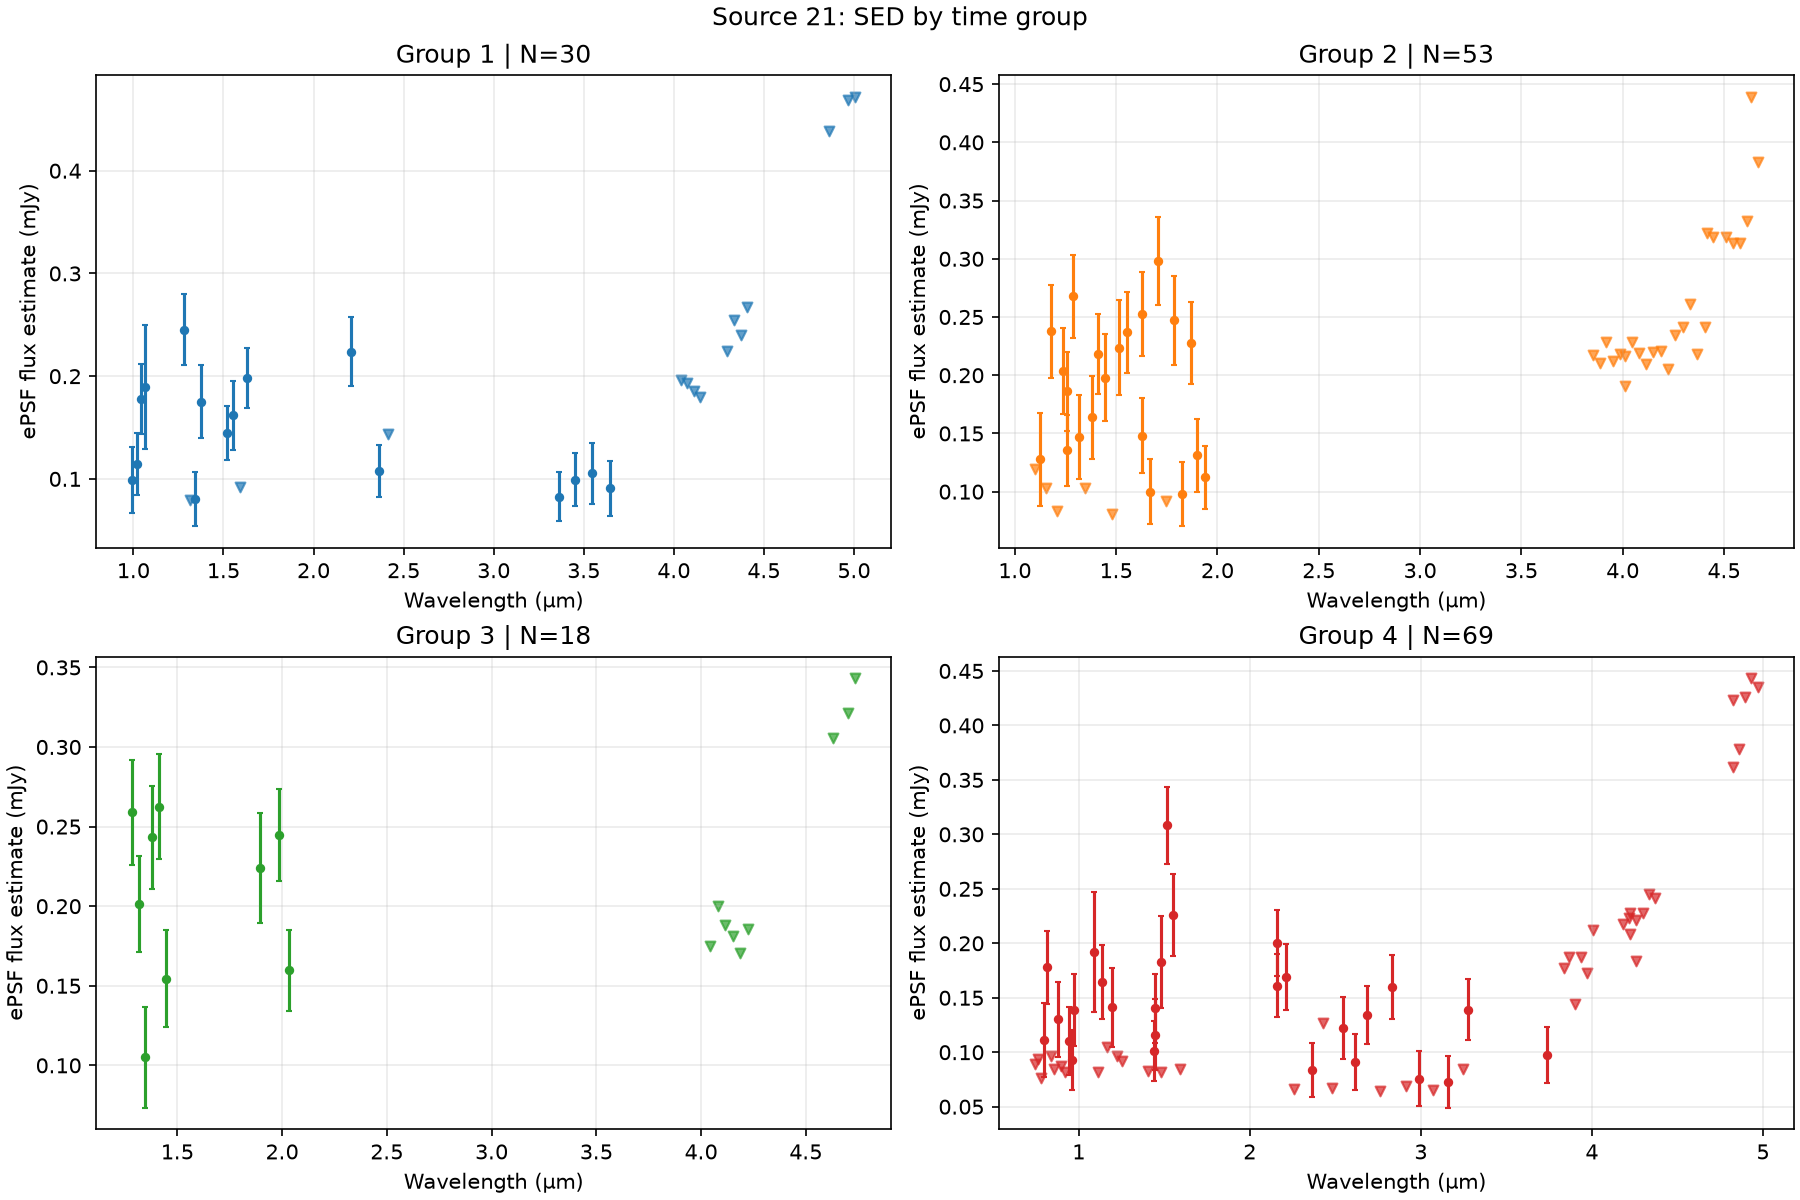 Source 21: SED by time group
Group 1 | N=30
ePSF flux estimate (mJy)
0.4
0.3
0.2
0.1
1.0 1.5 2.0 2.5 3.0 3.5 4.0 4.5 5.0
Wavelength (μm)
Group 2 | N=53
ePSF flux estimate (mJy)
0.45
0.40
0.35
0.30
0.25
0.20
0.15
0.10
1.0 1.5 2.0 2.5 3.0 3.5 4.0 4.5
Wavelength (μm)
Group 3 | N=18
ePSF flux estimate (mJy)
0.35
0.30
0.25
0.20
0.15
0.10
1.5 2.0 2.5 3.0 3.5 4.0 4.5
Wavelength (μm)
Group 4 | N=69
ePSF flux estimate (mJy)
0.45
0.40
0.35
0.30
0.25
0.20
0.15
0.10
0.05
1 2 3 4 5
Wavelength (μm)